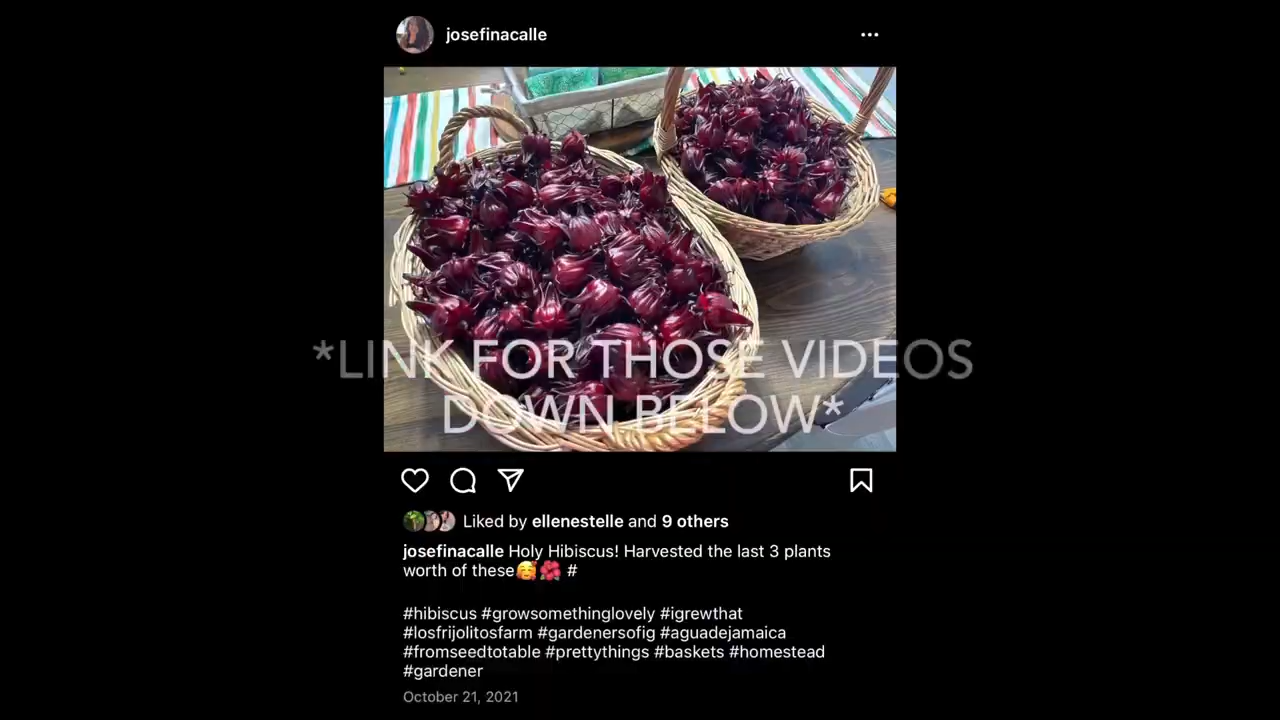 josefinacalle
*LINK FOR THOSE VIDEOS
DOWN BELOW*
Liked by ellenestelle and 9 others
josefinacalle Holy Hibiscus! Harvested the last 3 plants
worth of these🥰🌺 #
#hibiscus #growsomethinglovely #igrewthat
#losfrijolitosfarm #gardenersofig #aguadejamaica
#fromseedtotable #prettythings #baskets #homestead
#gardener
October 21, 2021